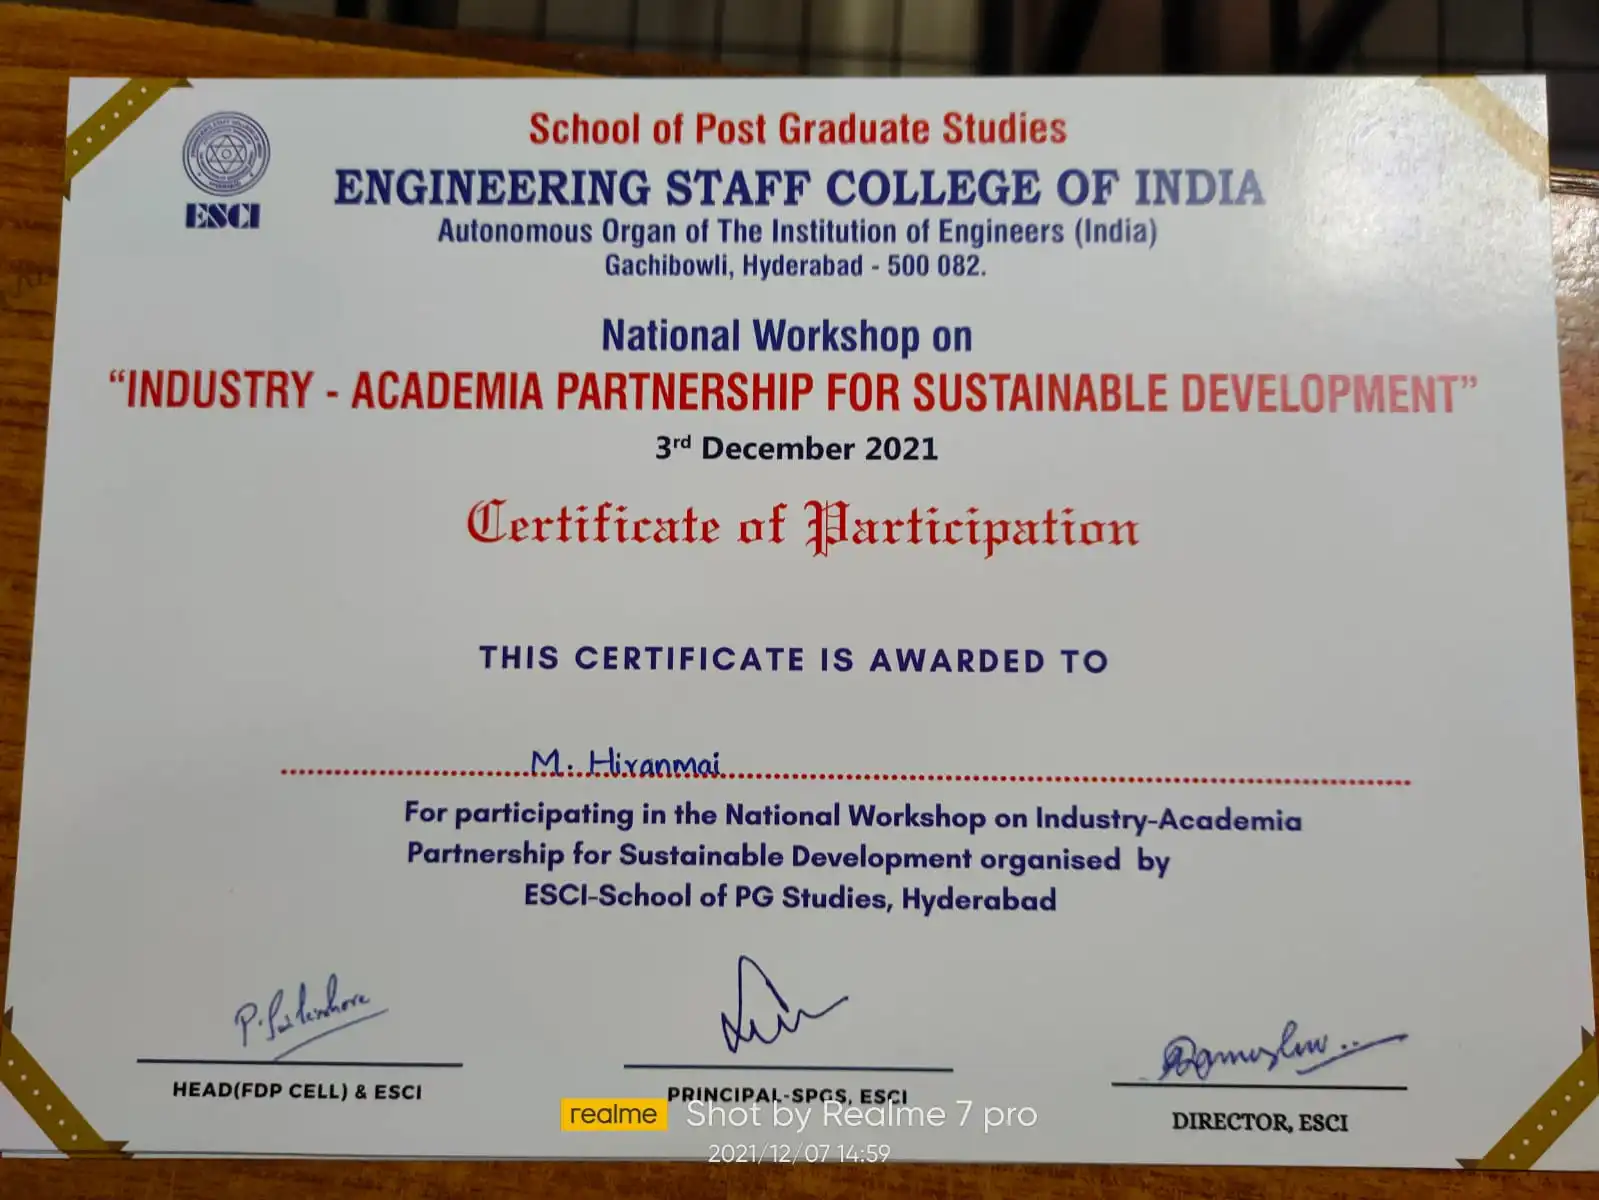 School of Post Graduate Studies
ENGINEERING STAFF COLLEGE OF INDIA
ESCI
Autonomous Organ of The Institution of Engineers (India)
Gachibowli, Hyderabad - 500 082.
National Workshop on
“INDUSTRY - ACADEMIA PARTNERSHIP FOR SUSTAINABLE DEVELOPMENT”
3rd December 2021
Certificate of Participation
THIS CERTIFICATE IS AWARDED TO
M. Hiranmai
For participating in the National Workshop on Industry-Academia
Partnership for Sustainable Development organised by
ESCI-School of PG Studies, Hyderabad
HEAD(FDP CELL) & ESCI
PRINCIPAL-SPGS, ESCI
DIRECTOR, ESCI
realme Shot by Realme 7 pro
2021/12/07 14:59